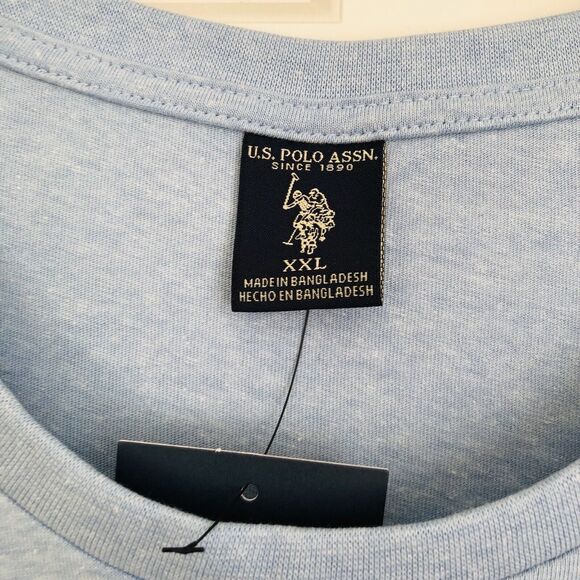 U.S. POLO ASSN.
SINCE 1890
XXL
MADE IN BANGLADESH
HECHO EN BANGLADESH